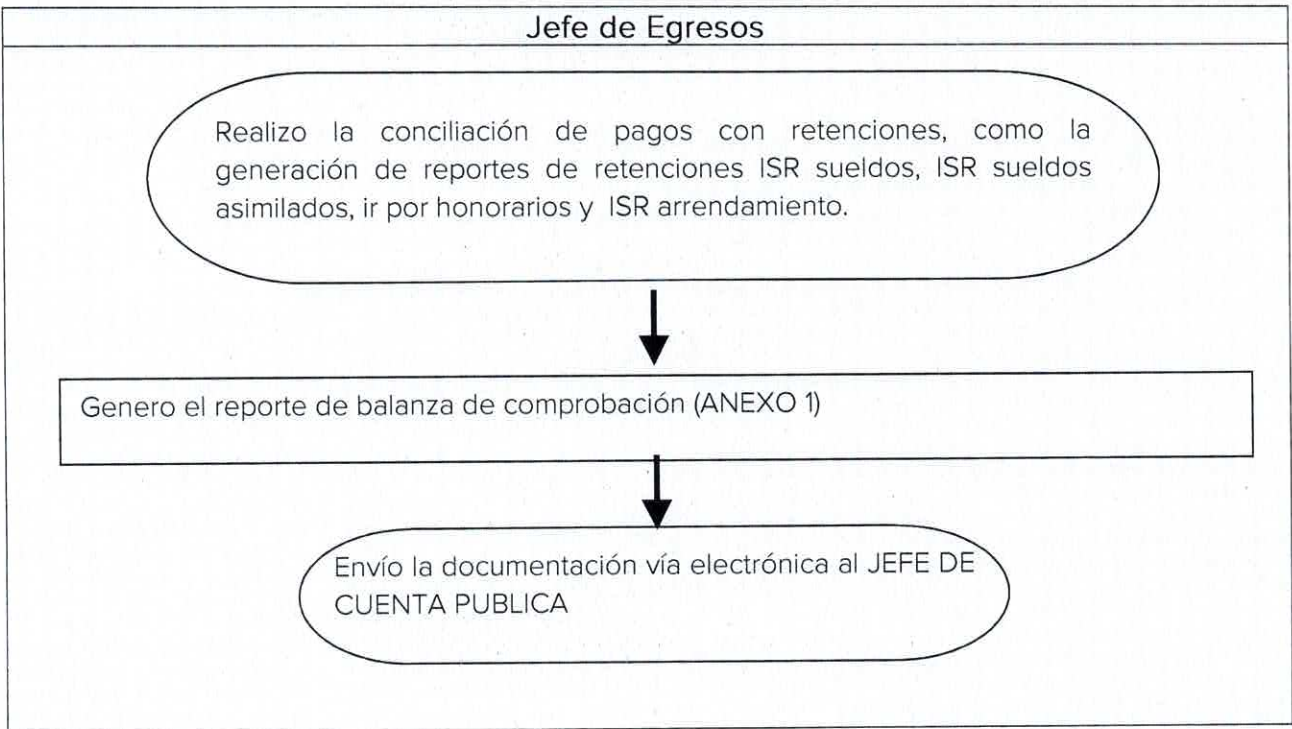 Jefe de Egresos
Realizo la conciliación de pagos con retenciones, como la
generación de reportes de retenciones ISR sueldos, ISR sueldos
asimilados, ir por honorarios y ISR arrendamiento.
Genero el reporte de balanza de comprobación (ANEXO 1)
Envío la documentación vía electrónica al JEFE DE
CUENTA PUBLICA